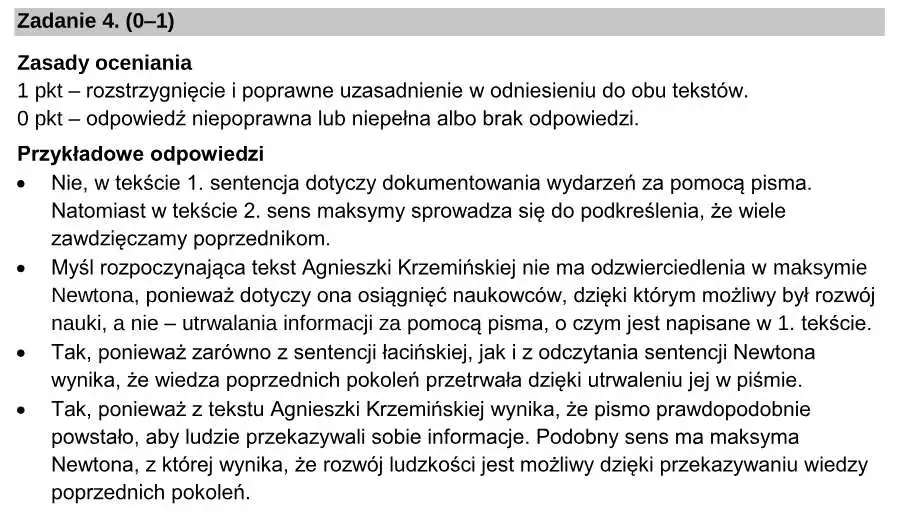 Zadanie 4. (0–1)
Zasady oceniania
1 pkt – rozstrzygnięcie i poprawne uzasadnienie w odniesieniu do obu tekstów.
0 pkt – odpowiedź niepoprawna lub niepełna albo brak odpowiedzi.
Przykładowe odpowiedzi
• Nie, w tekście 1. sentencja dotyczy dokumentowania wydarzeń za pomocą pisma.
Natomiast w tekście 2. sens maksymy sprowadza się do podkreślenia, że wiele
zawdzięczamy poprzednikom.
• Myśl rozpoczynająca tekst Agnieszki Krzemińskiej nie ma odzwierciedlenia w maksymie
Newtona, ponieważ dotyczy ona osiągnięć naukowców, dzięki którym możliwy był rozwój
nauki, a nie – utrwalania informacji za pomocą pisma, o czym jest napisane w 1. tekście.
• Tak, ponieważ zarówno z sentencji łacińskiej, jak i z odczytania sentencji Newtona
wynika, że wiedza poprzednich pokoleń przetrwała dzięki utrwaleniu jej w piśmie.
• Tak, ponieważ z tekstu Agnieszki Krzemińskiej wynika, że pismo prawdopodobnie
powstało, aby ludzie przekazywali sobie informacje. Podobny sens ma maksyma
Newtona, z której wynika, że rozwój ludzkości jest możliwy dzięki przekazywaniu wiedzy
poprzednich pokoleń.